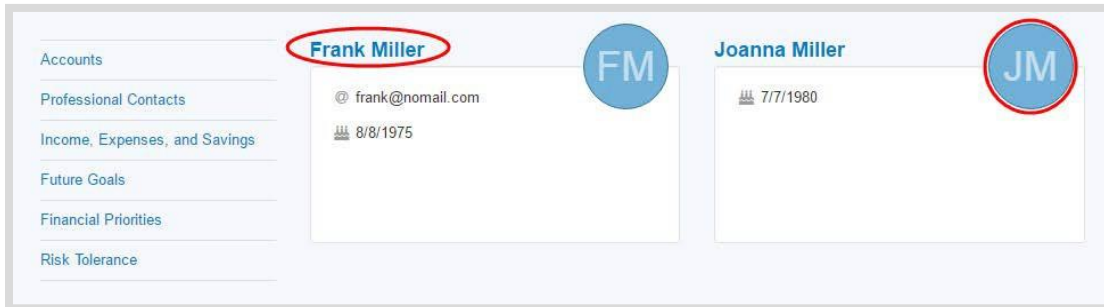 Accounts
Professional Contacts
Income, Expenses, and Savings
Future Goals
Financial Priorities
Risk Tolerance
Frank Miller
FM
@ frank@nomail.com
8/8/1975
Joanna Miller
JM
7/7/1980